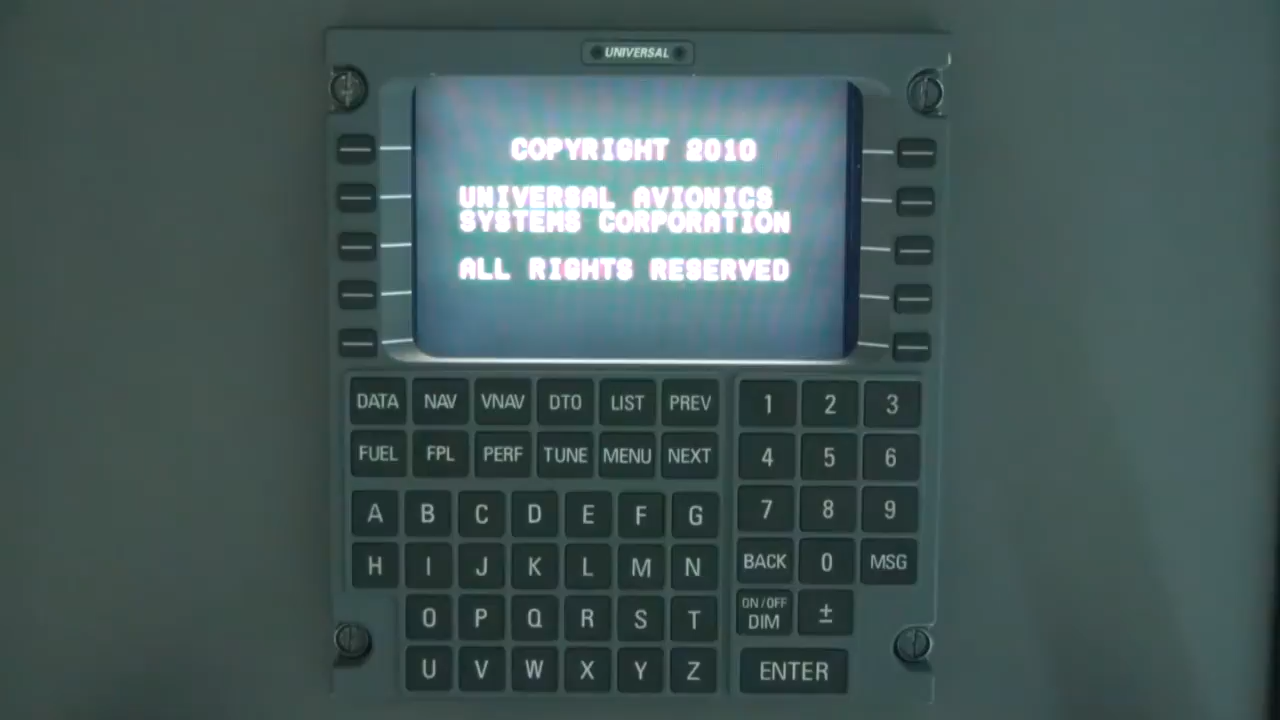 UNIVERSAL
COPYRIGHT 2010
UNIVERSAL AVIONICS
SYSTEMS CORPORATION
ALL RIGHTS RESERVED
DATA NAV VNAV DTO LIST PREV 1 2 3
FUEL FPL PERF TUNE MENU NEXT 4 5 6
A B C D E F G 7 8 9
H I J K L M N BACK 0 MSG
O P Q R S T ON/OFF DIM ±
U V W X Y Z ENTER